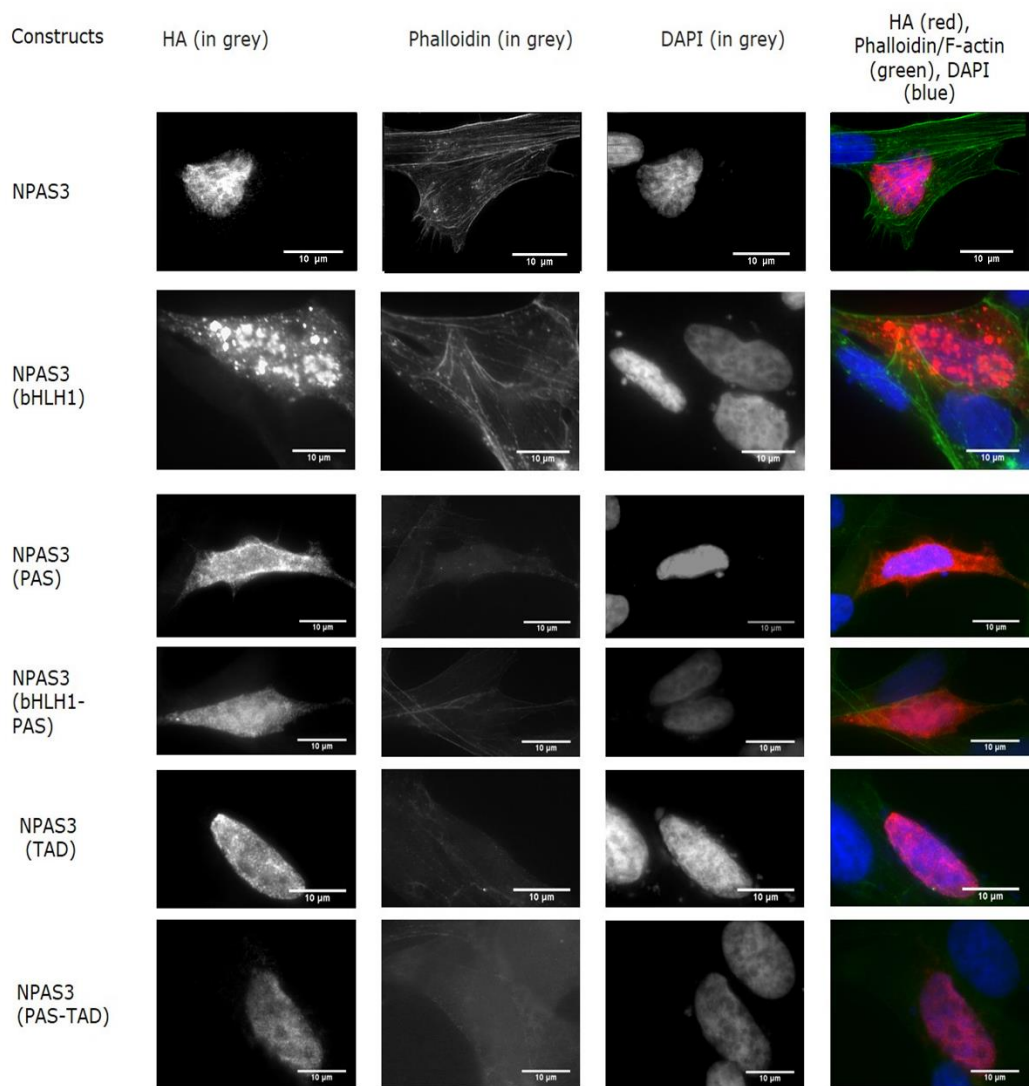 Constructs
HA (in grey)
Phalloidin (in grey)
DAPI (in grey)
HA (red),
Phalloidin/F-actin
(green), DAPI
(blue)
NPAS3
10 µm
10 µm
10 µm
10 µm
NPAS3
(bHLH1)
10 µm
10 µm
10 µm
10 µm
NPAS3
(PAS)
10 µm
10 µm
10 µm
10 µm
NPAS3
(bHLH1-
PAS)
10 µm
10 µm
10 µm
10 µm
NPAS3
(TAD)
10 µm
10 µm
10 µm
10 µm
NPAS3
(PAS-TAD)
10 µm
10 µm
10 µm
10 µm